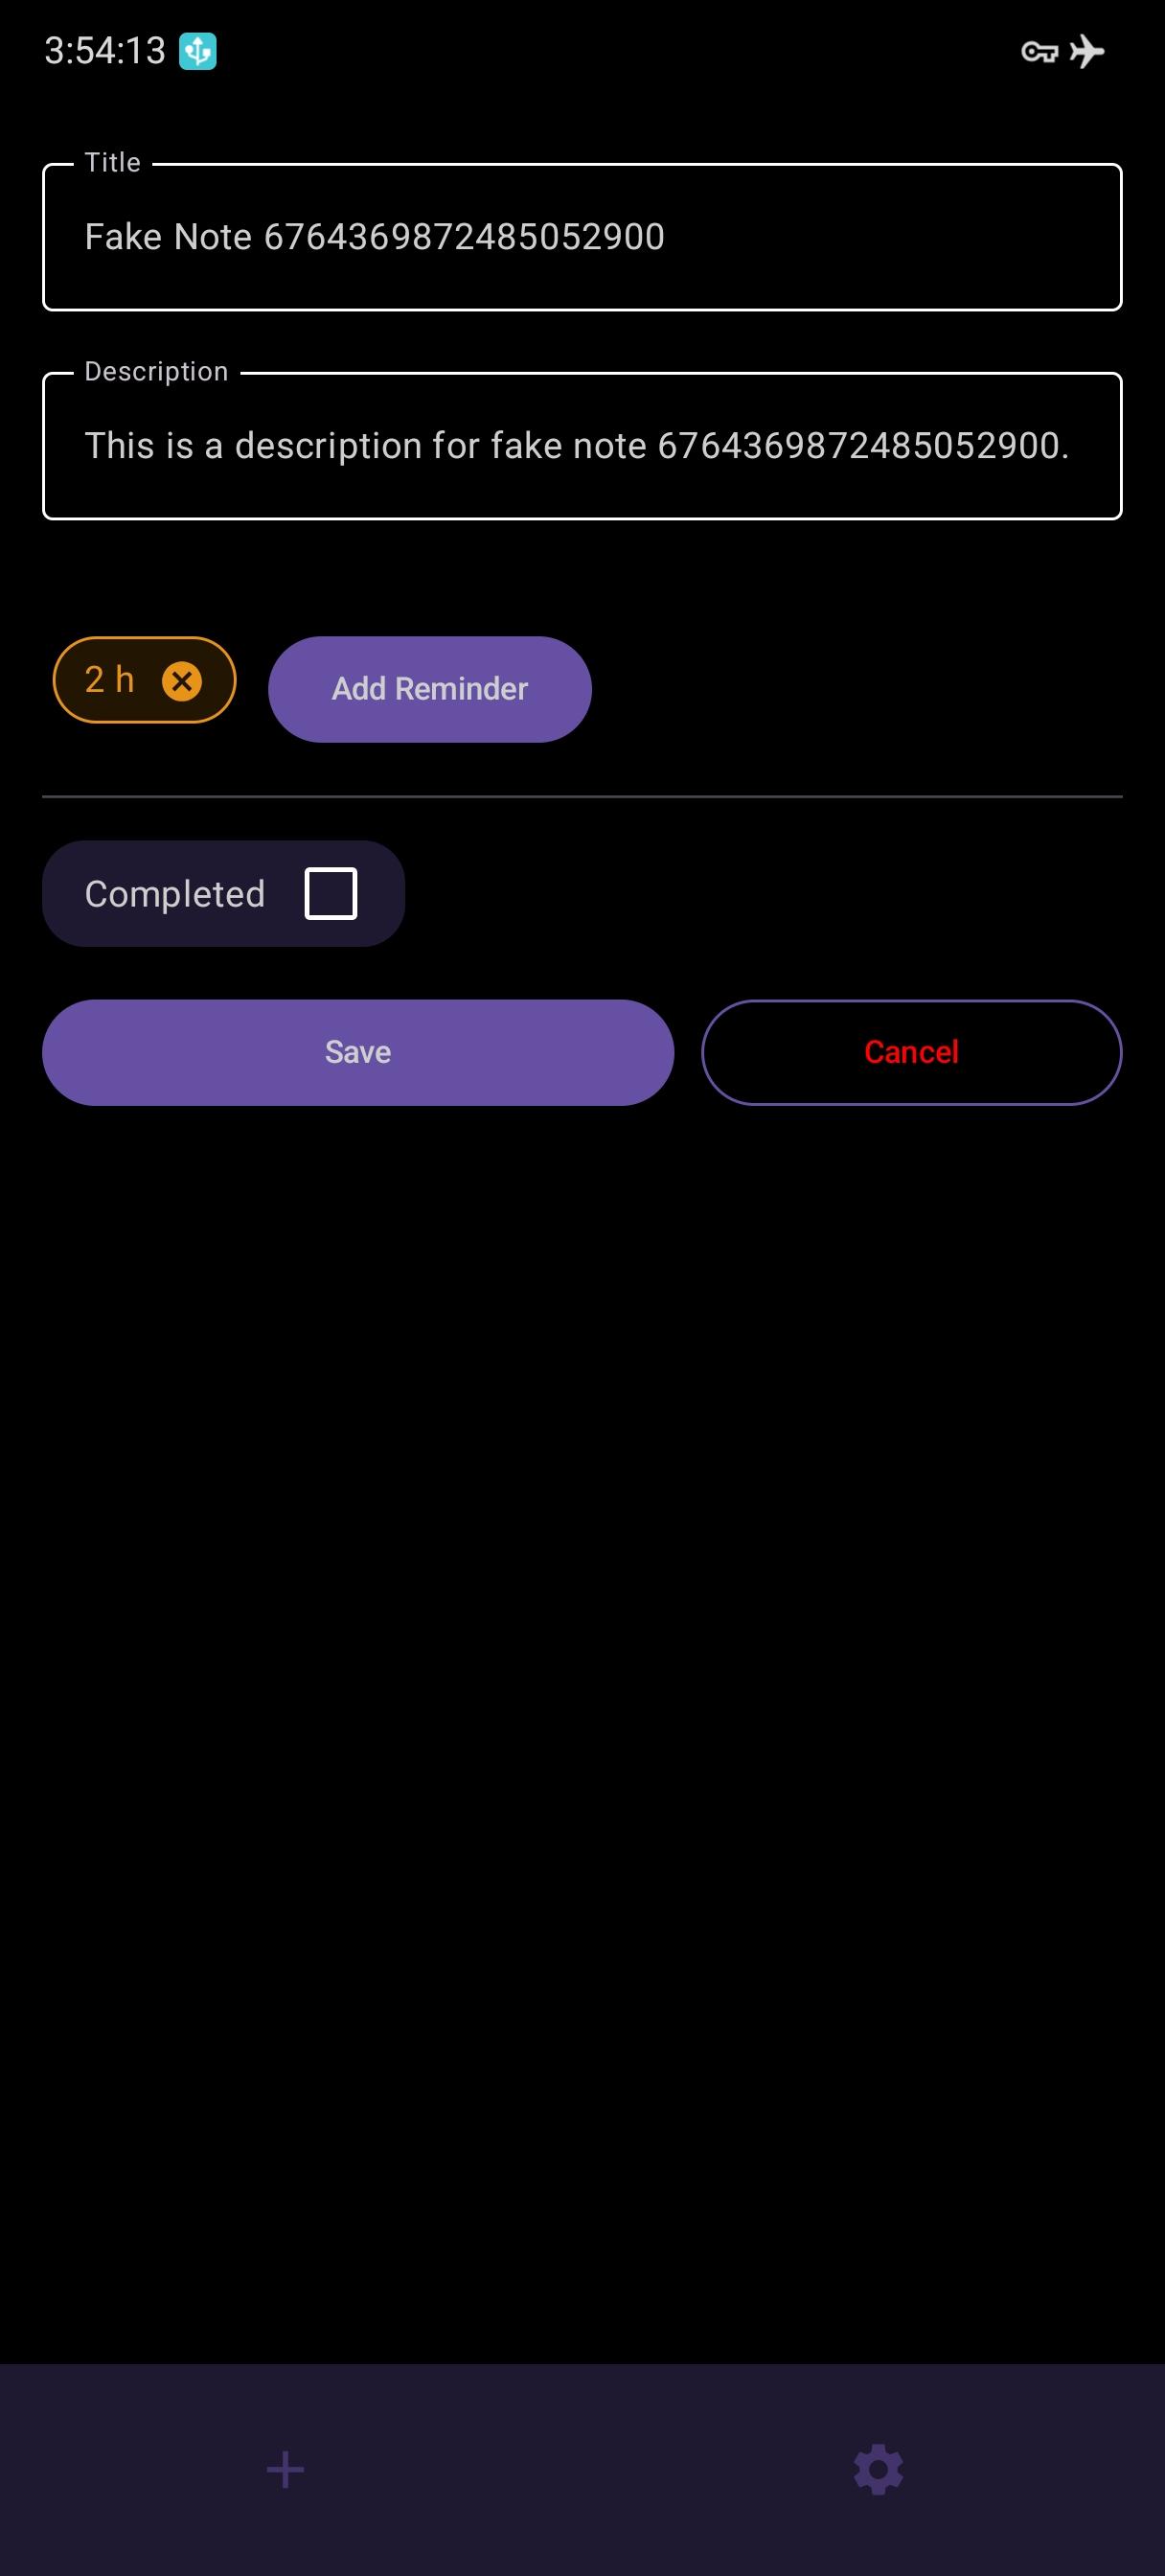 3:54:13
Title
Fake Note 6764369872485052900
Description
This is a description for fake note 6764369872485052900.
2 h
Add Reminder
Completed
Save
Cancel